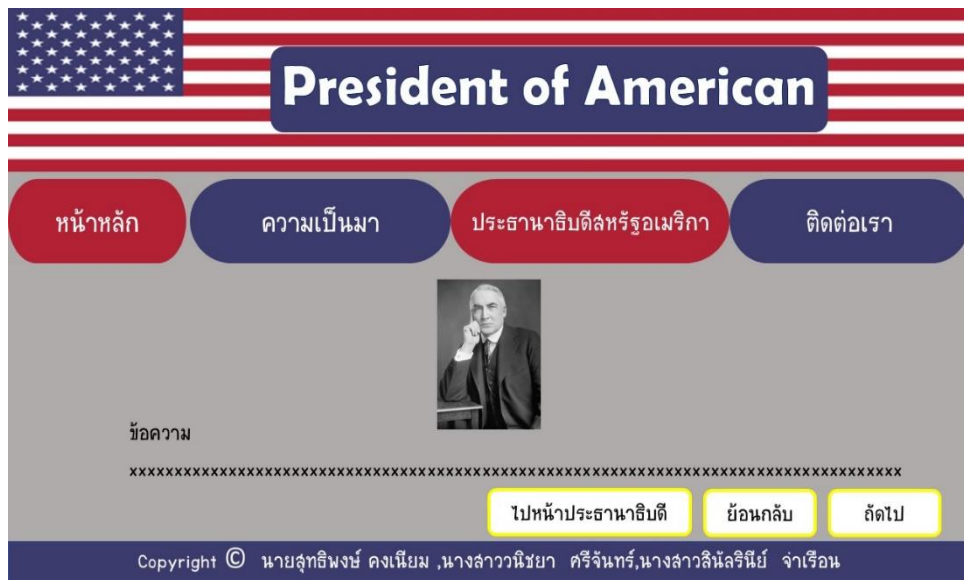 President of American
หน้าหลัก ความเป็นมา ประธานาธิบดีสหรัฐอเมริกา ติดต่อเรา
ข้อความ
xxxxxxxxxxxxxxxxxxxxxxxxxxxxxxxxxxxxxxxxxxxxxxxxxxxxxxxxxxxxxxxxxxxxxxxxxxxxxxxxxxxxxx
ไปหน้าประธานาธิบดี ย้อนกลับ ถัดไป
Copyright © นายสุทธิพงษ์ คงเนียม ,นางสาววนิชยา ศรีจันทร์,นางสาวลินัลรินีย์ จ่าเรือน